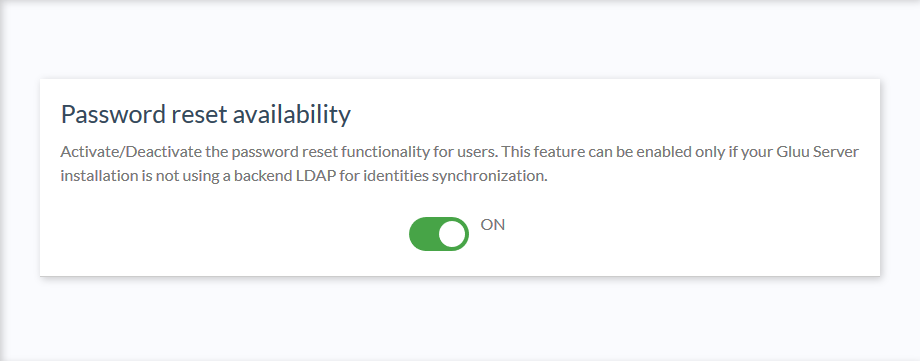 Password reset availability
Activate/Deactivate the password reset functionality for users. This feature can be enabled only if your Gluu Server
installation is not using a backend LDAP for identities synchronization.
ON